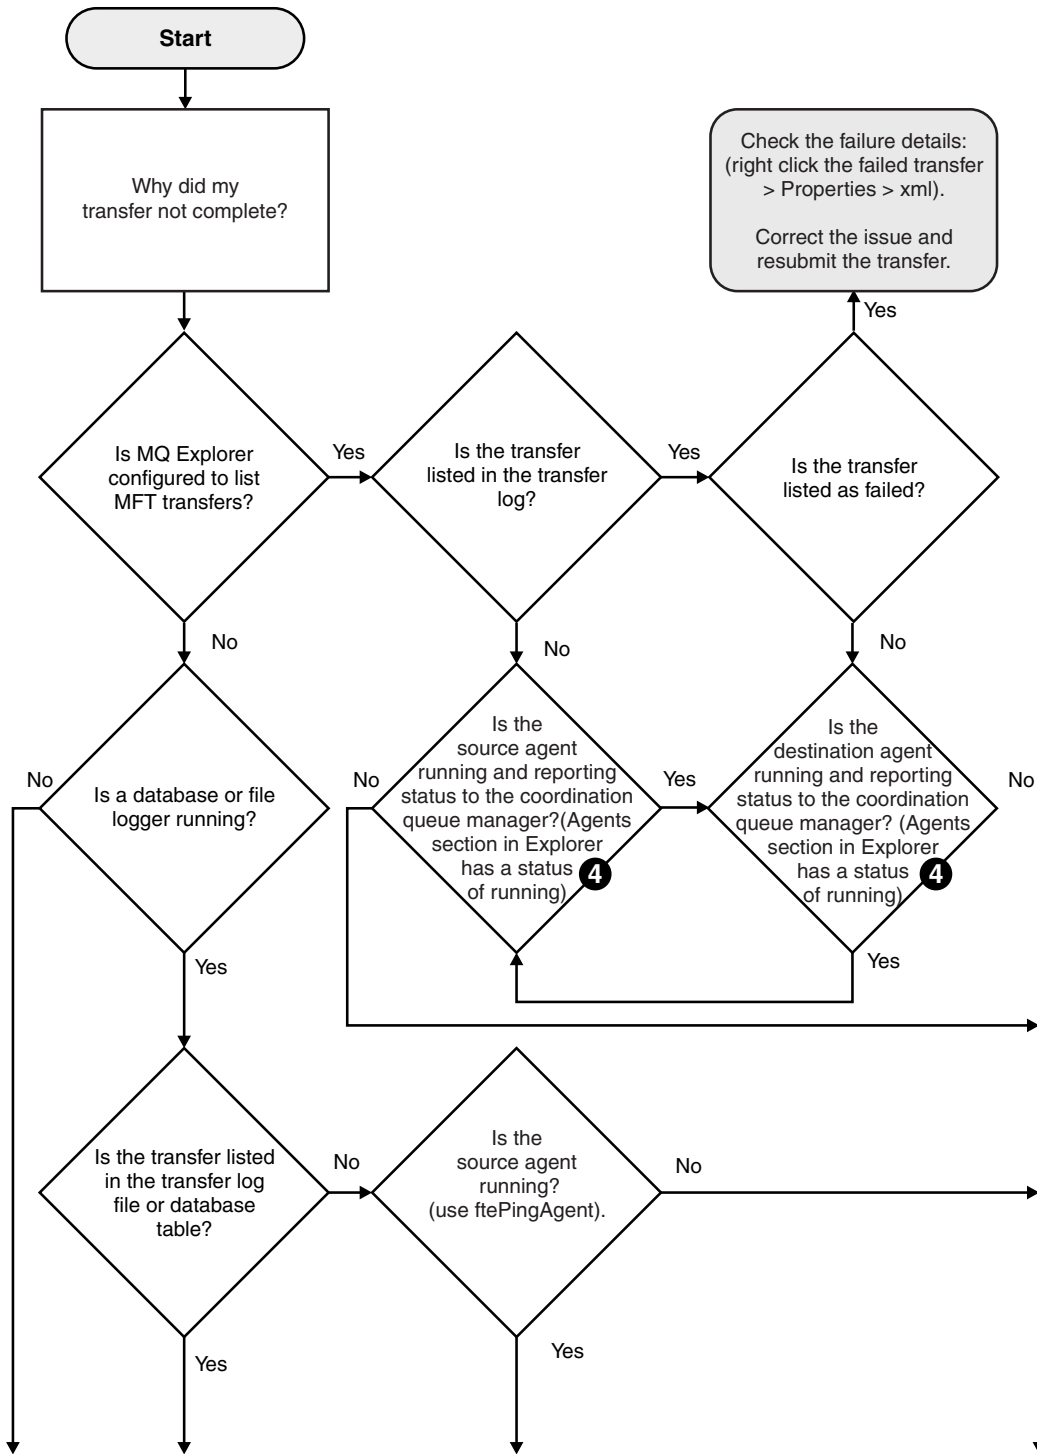 Start
Why did my
transfer not complete?
Check the failure details:
(right click the failed transfer
> Properties > xml).
Correct the issue and
resubmit the transfer.
Yes
Is MQ Explorer
configured to list
MFT transfers?
Yes
Is the transfer
listed in the transfer
log?
Yes
Is the transfer
listed as failed?
No
No
No
No
Is a database or file
logger running?
No
Is the
source agent
running and reporting
status to the coordination
queue manager?(Agents
section in Explorer
has a status
of running)
4
Yes
Is the
destination agent
running and reporting
status to the coordination
queue manager? (Agents
section in Explorer
has a status
of running)
4
No
Yes
Yes
Is the transfer listed
in the transfer log
file or database
table?
No
Is the
source agent
running?
(use ftePingAgent).
No
Yes
Yes